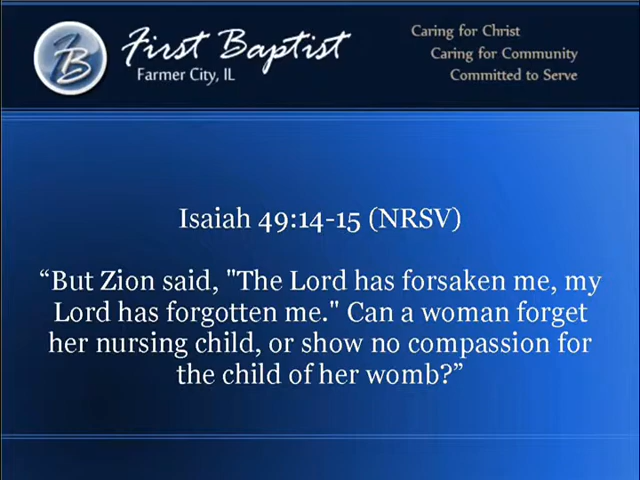 FB
First Baptist
Farmer City, IL
Caring for Christ
Caring for Community
Committed to Serve
Isaiah 49:14-15 (NRSV)
“But Zion said, "The Lord has forsaken me, my
Lord has forgotten me." Can a woman forget
her nursing child, or show no compassion for
the child of her womb?”